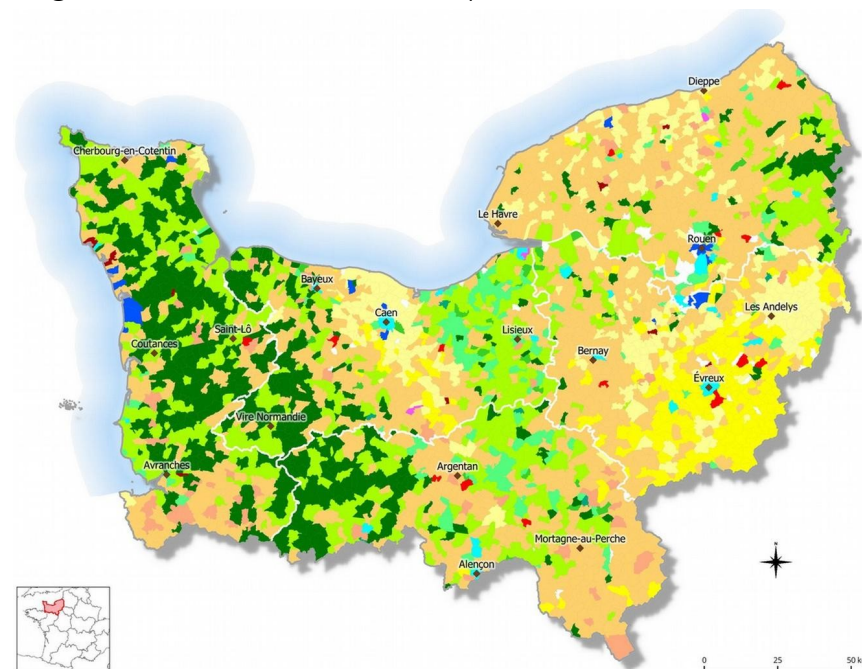 Dieppe
Cherbourg-en-Cotentin
Le Havre
Rouen
Bayeux
Les Andelys
Caen
Saint-Lô
Lisieux
Coutances
Bernay
Évreux
Vire Normandie
Avranches
Argentan
Mortagne-au-Perche
Alençon
N
0 25 50 k